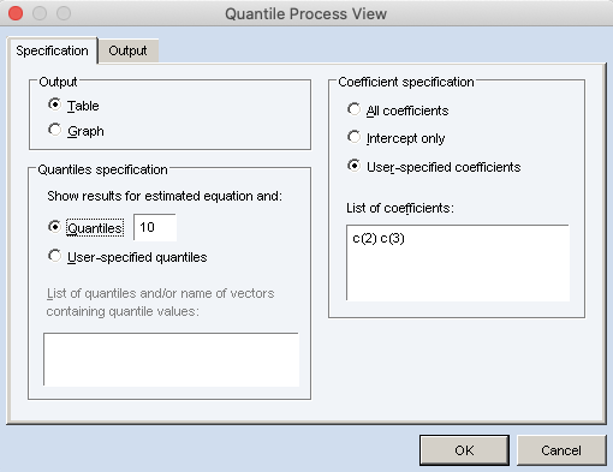 Quantile Process View
Specification
Output
Output
Table
Graph
Quantiles specification
Show results for estimated equation and:
Quantiles 10
User-specified quantiles
List of quantiles and/or name of vectors
containing quantile values:
Coefficient specification
All coefficients
Intercept only
User-specified coefficients
List of coefficients:
c(2) c(3)
OK
Cancel